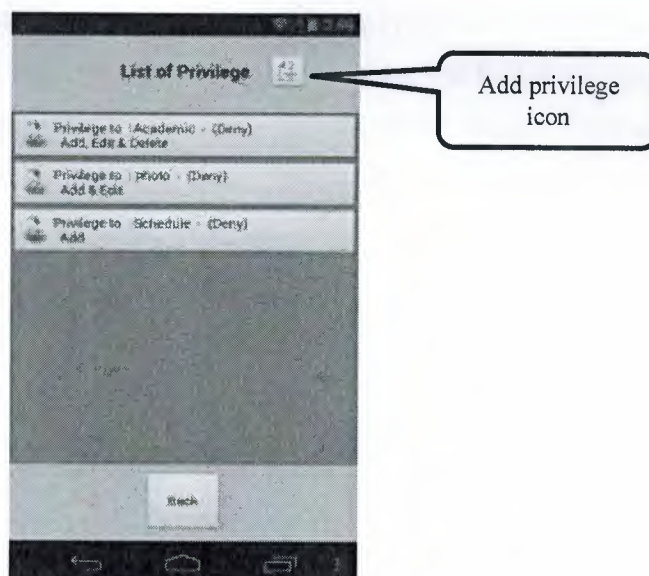 List of Privilege
Add privilege
icon
Privilege to : Academic - (Deny)
Add, Edit & Delete
Privilege to : photo - (Deny)
Add & Edit
Privilege to : Schedule - (Deny)
Add
Back